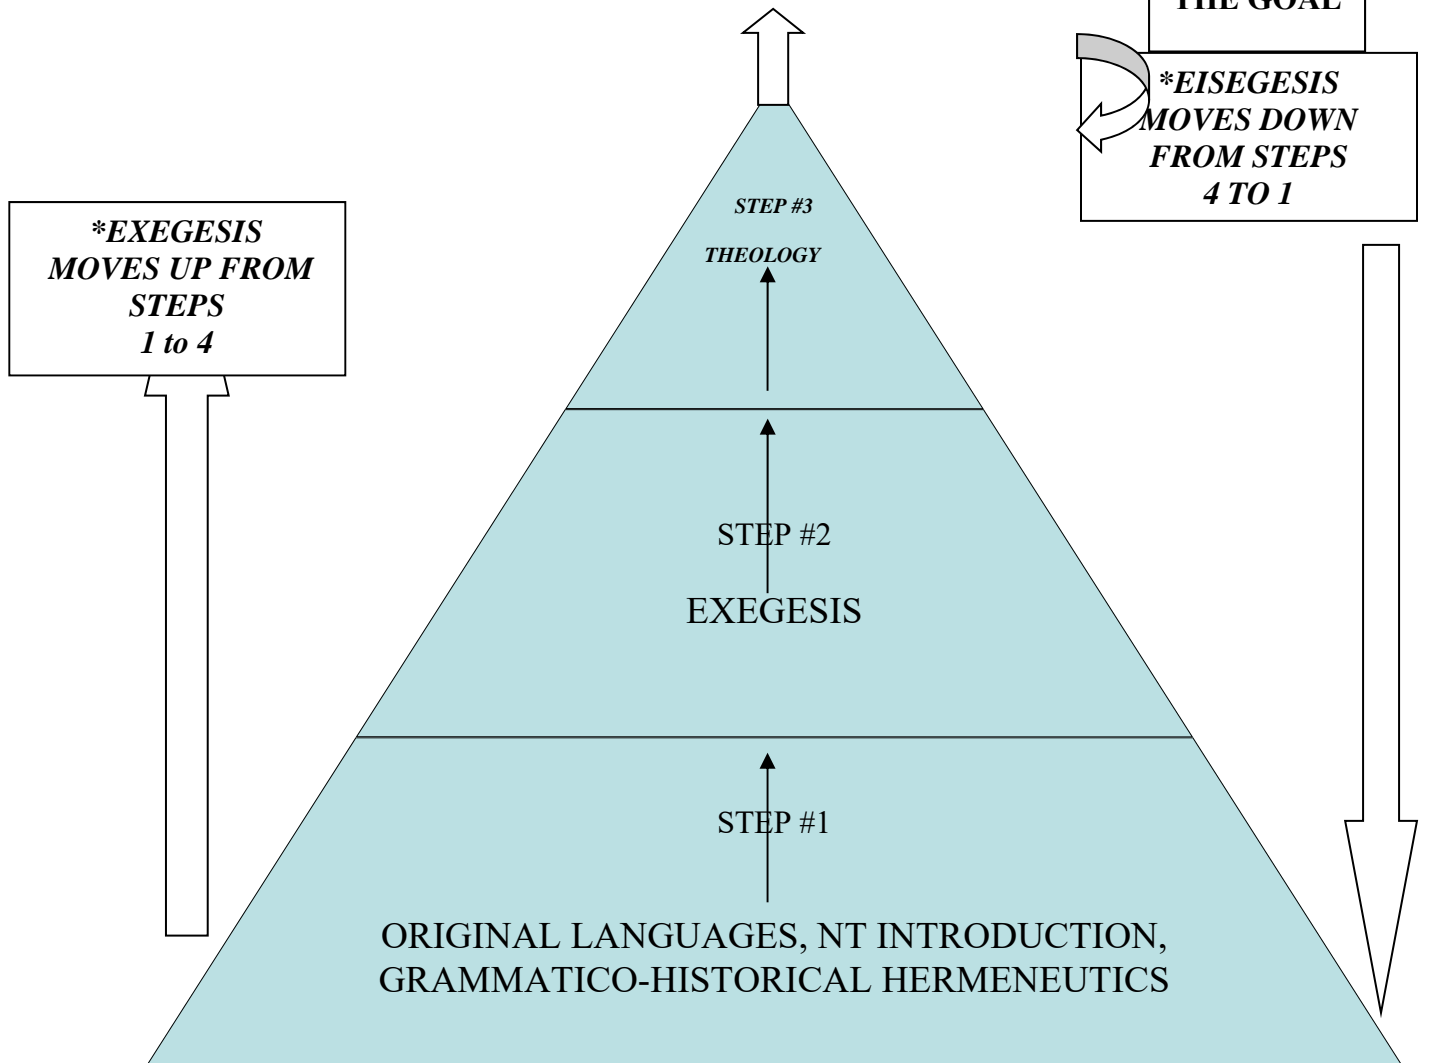 THE GOAL
*EISEGESIS
MOVES DOWN
FROM STEPS
4 TO 1
*EXEGESIS
MOVES UP FROM
STEPS
1 to 4
STEP #3
THEOLOGY
STEP #2
EXEGESIS
STEP #1
ORIGINAL LANGUAGES, NT INTRODUCTION,
GRAMMATICO-HISTORICAL HERMENEUTICS